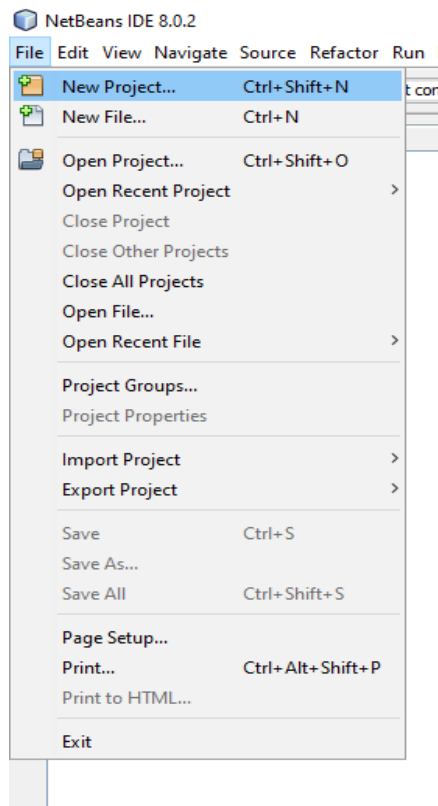 NetBeans IDE 8.0.2
File Edit View Navigate Source Refactor Run
New Project... Ctrl+Shift+N
New File... Ctrl+N
Open Project... Ctrl+Shift+O
Open Recent Project
Close Project
Close Other Projects
Close All Projects
Open File...
Open Recent File
Project Groups...
Project Properties
Import Project
Export Project
Save Ctrl+S
Save As...
Save All Ctrl+Shift+S
Page Setup...
Print... Ctrl+Alt+Shift+P
Print to HTML...
Exit